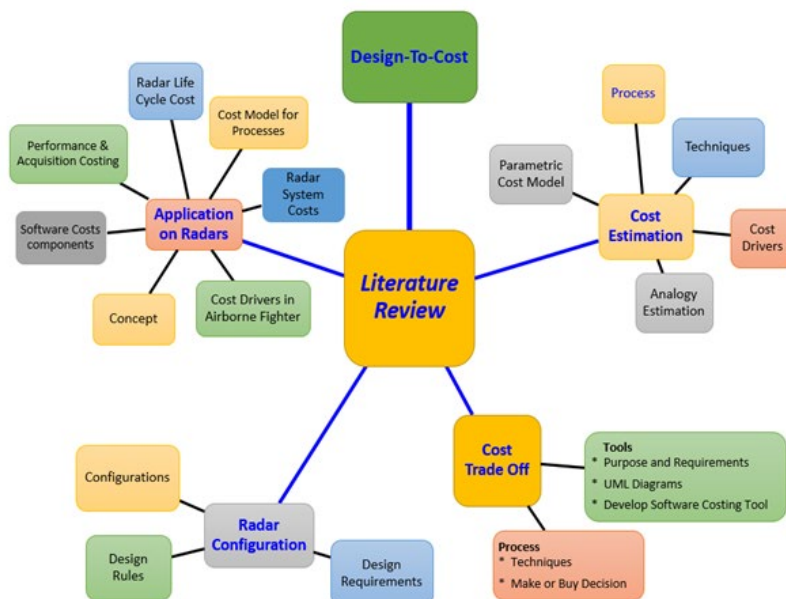 Design-To-Cost
Radar Life
Cycle Cost
Cost Model for
Processes
Performance &
Acquisition Costing
Radar
System
Costs
Application
on Radars
Software Costs
components
Concept
Cost Drivers in
Airborne Fighter
Process
Techniques
Parametric
Cost Model
Cost
Estimation
Cost
Drivers
Analogy
Estimation
Literature
Review
Configurations
Radar
Configuration
Design
Rules
Design
Requirements
Cost
Trade Off
Tools
* Purpose and Requirements
* UML Diagrams
* Develop Software Costing Tool
Process
* Techniques
* Make or Buy Decision